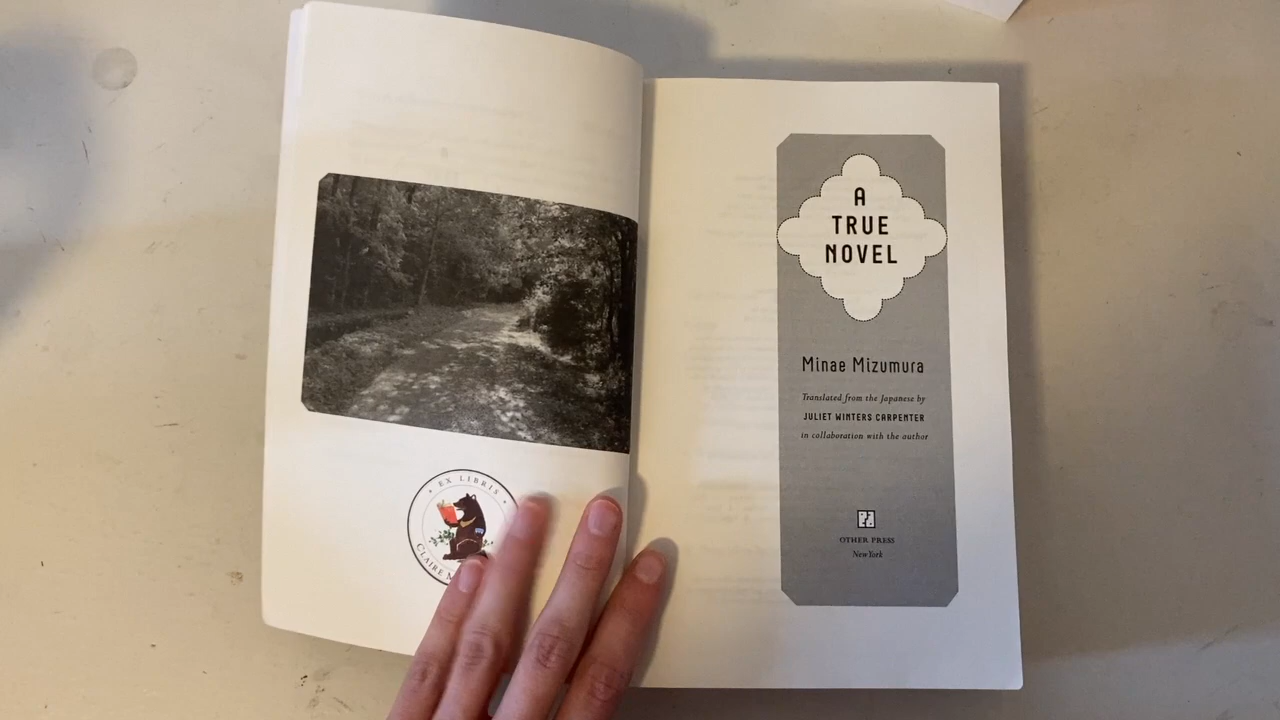 EX LIBRIS
CLAIRE
A
TRUE
NOVEL
Minae Mizumura
Translated from the Japanese by
JULIET WINTERS CARPENTER
in collaboration with the author
OTHER PRESS
New York